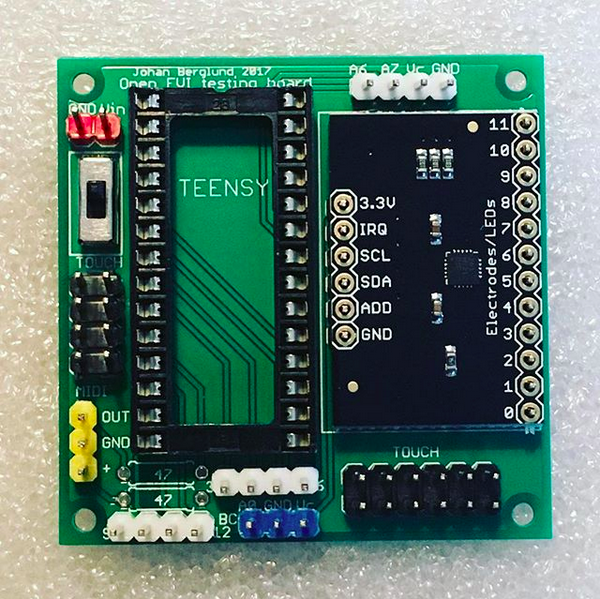 Johan Berglund 2017
Open EVI testing board
A6 A7 Vc GND
GND Vin
TEENSY
TOUCH
MIDI
OUT
GND
+
47
47
BC
A0 GND Vc
3.3V
IRQ
SCL
SDA
ADD
GND
Electrodes/LEDs
11
10
9
8
7
6
5
4
3
2
1
0
TOUCH